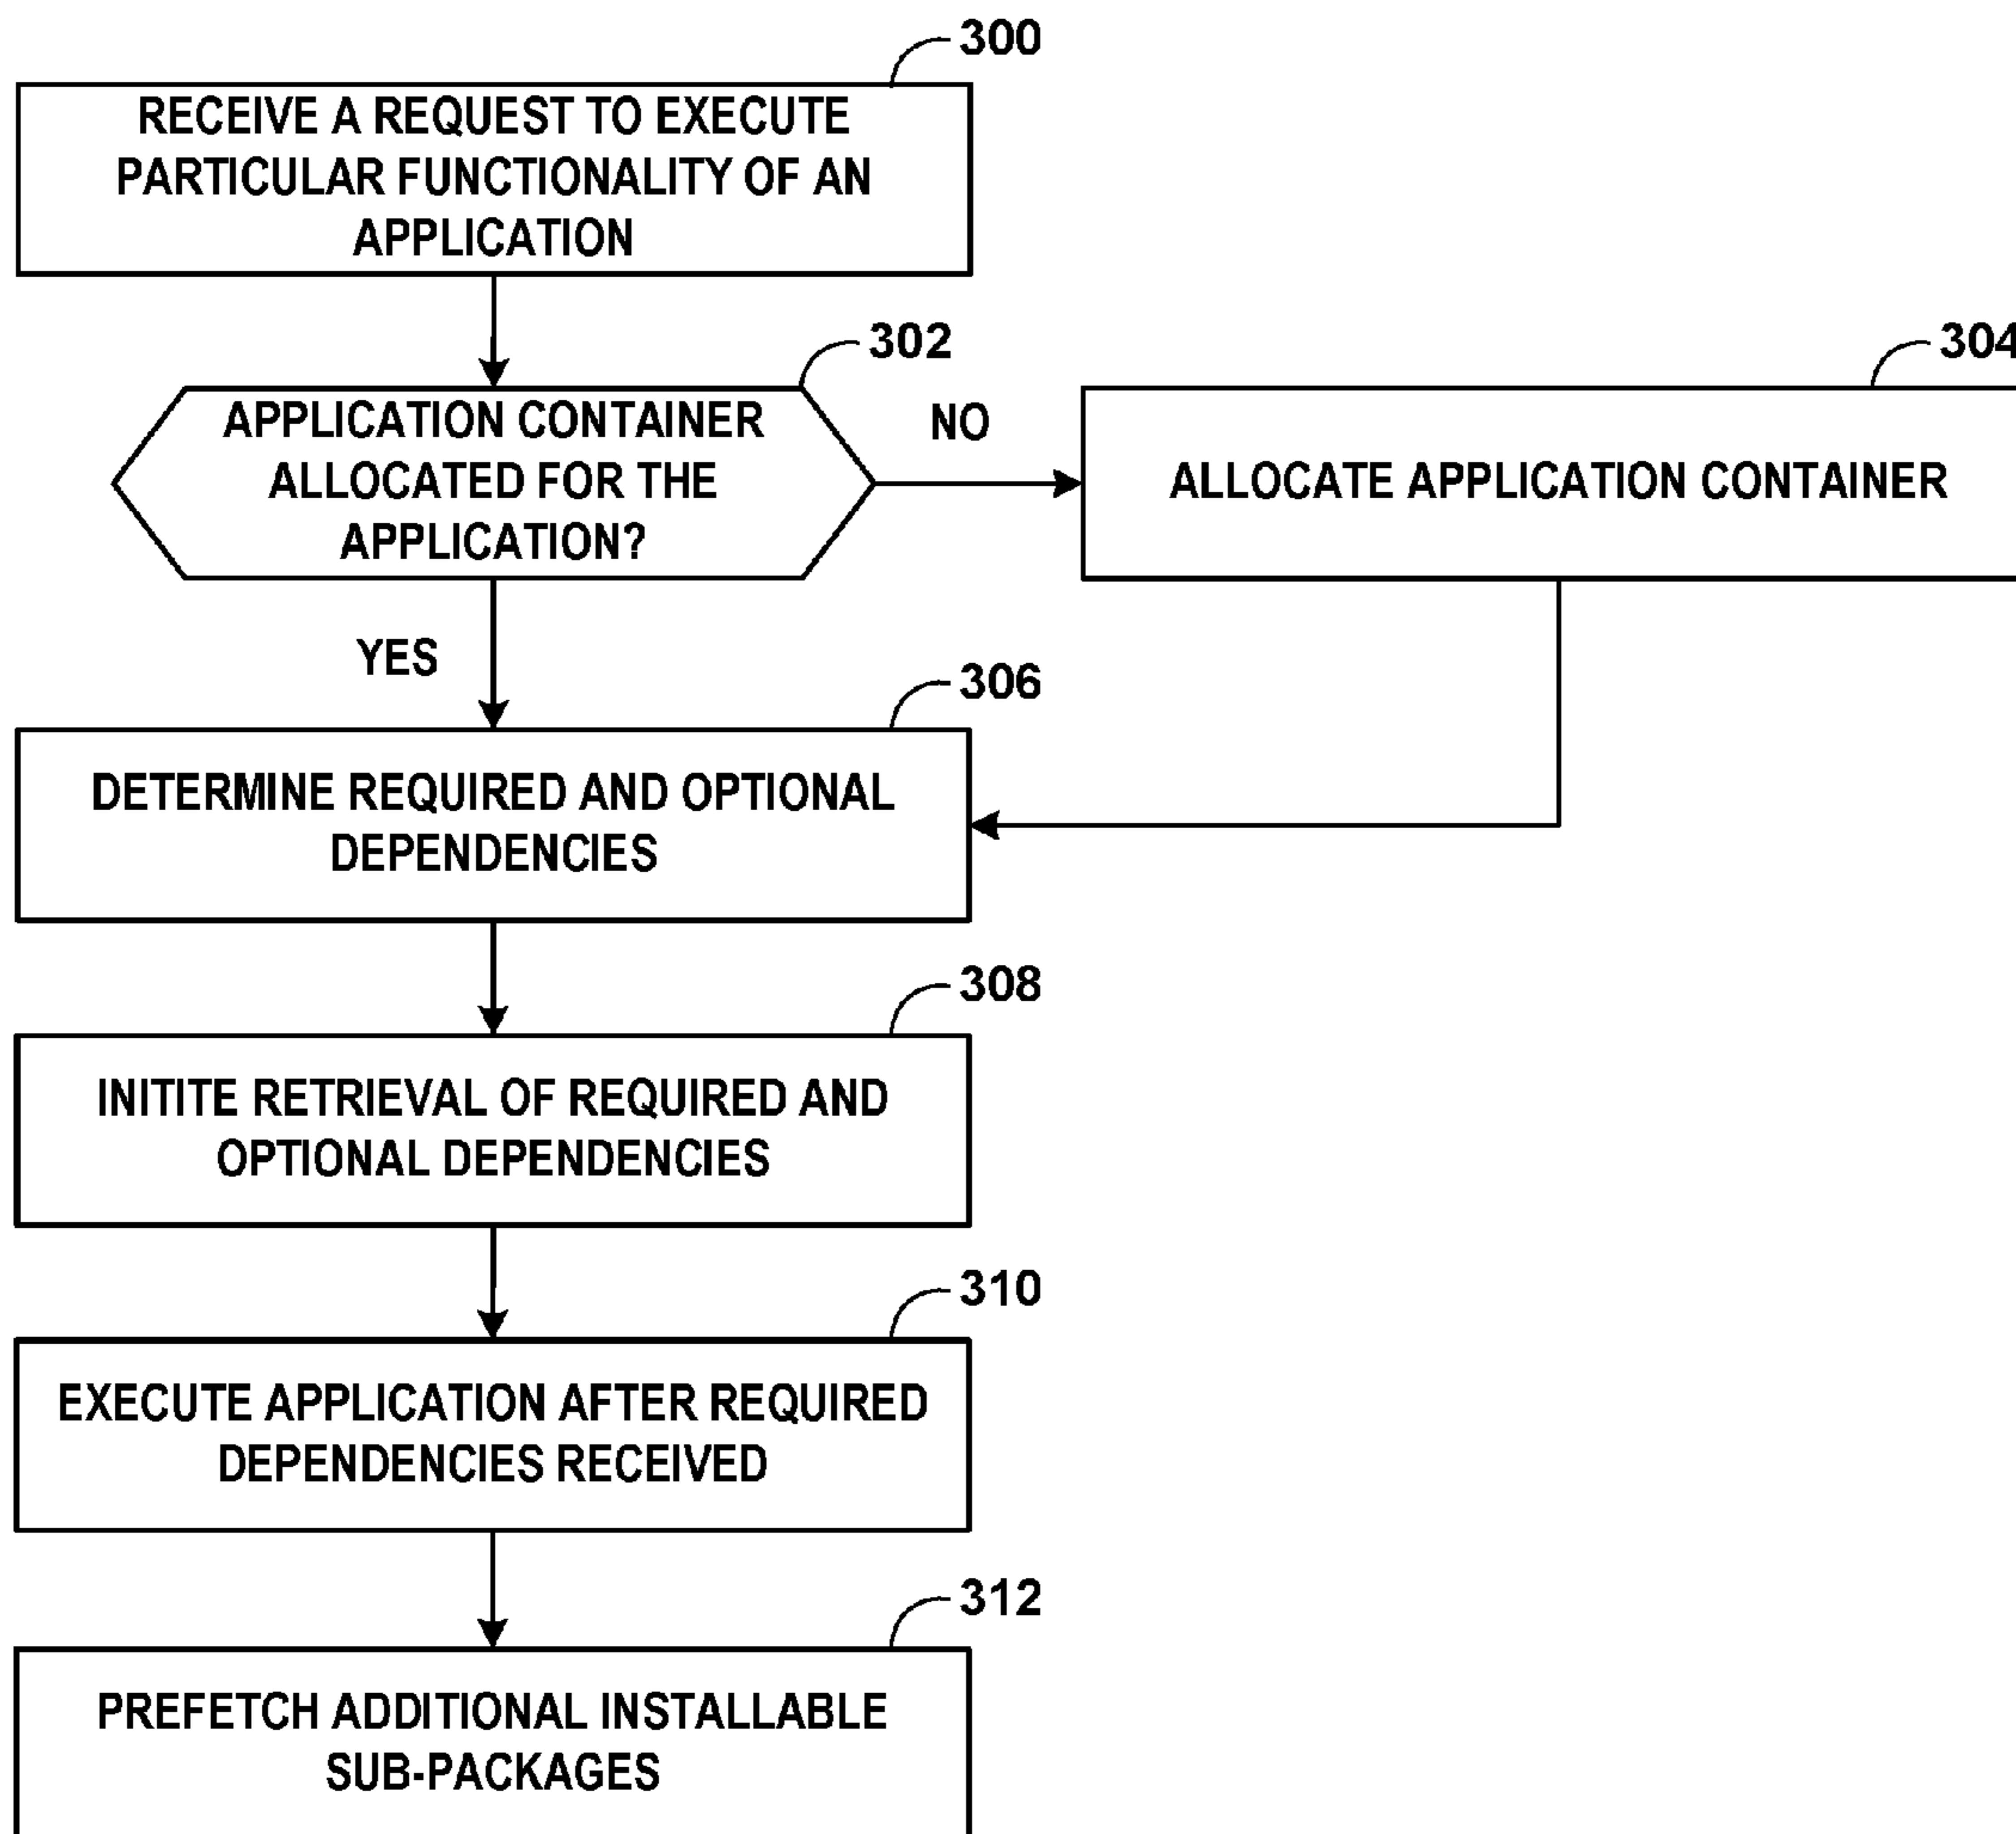 300
RECEIVE A REQUEST TO EXECUTE
PARTICULAR FUNCTIONALITY OF AN
APPLICATION
302
APPLICATION CONTAINER
ALLOCATED FOR THE
APPLICATION?
NO
304
ALLOCATE APPLICATION CONTAINER
YES
306
DETERMINE REQUIRED AND OPTIONAL
DEPENDENCIES
308
INITITE RETRIEVAL OF REQUIRED AND
OPTIONAL DEPENDENCIES
310
EXECUTE APPLICATION AFTER REQUIRED
DEPENDENCIES RECEIVED
312
PREFETCH ADDITIONAL INSTALLABLE
SUB-PACKAGES